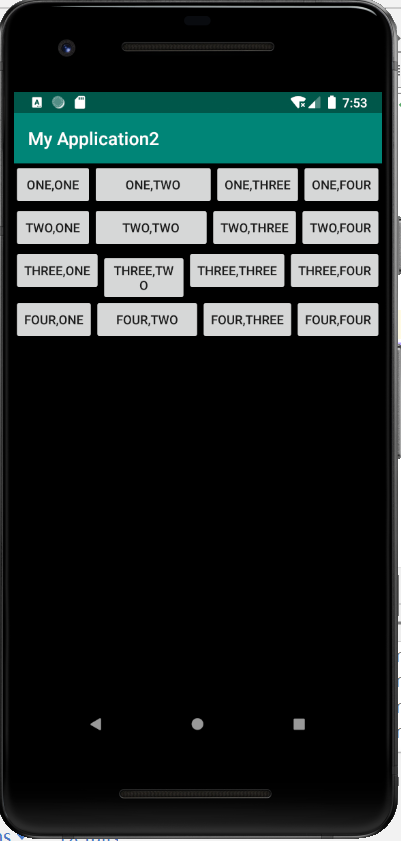 7:53
My Application2
ONE,ONE ONE,TWO ONE,THREE ONE,FOUR
TWO,ONE TWO,TWO TWO,THREE TWO,FOUR
THREE,ONE THREE,TW THREE,THREE THREE,FOUR
O
FOUR,ONE FOUR,TWO FOUR,THREE FOUR,FOUR